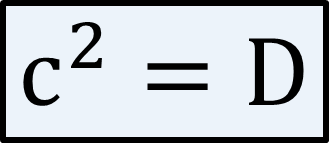 c² = D